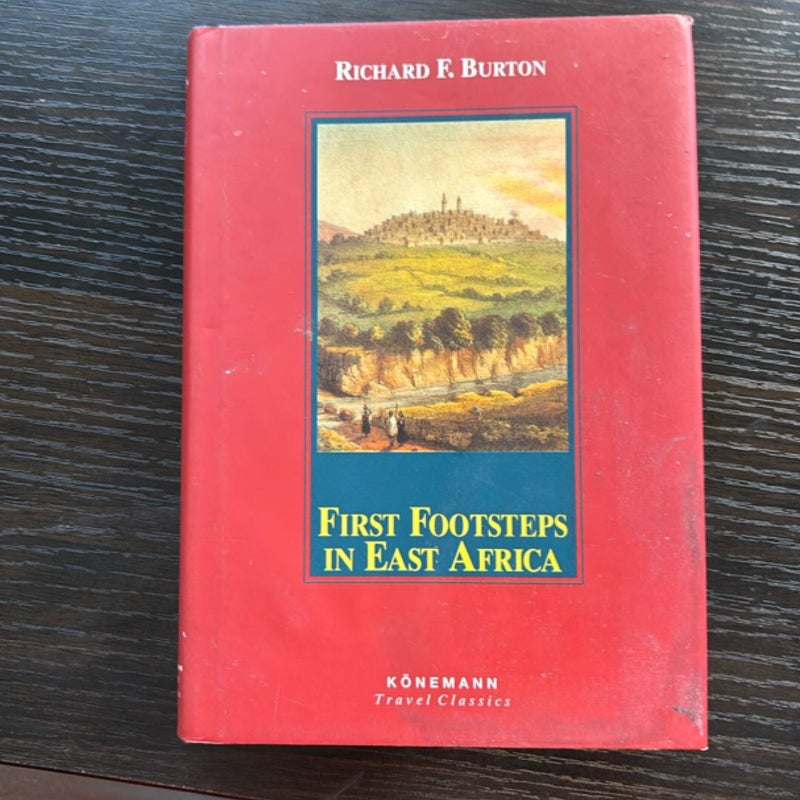 RICHARD F. BURTON
FIRST FOOTSTEPS
IN EAST AFRICA
KÖNEMANN
Travel Classics